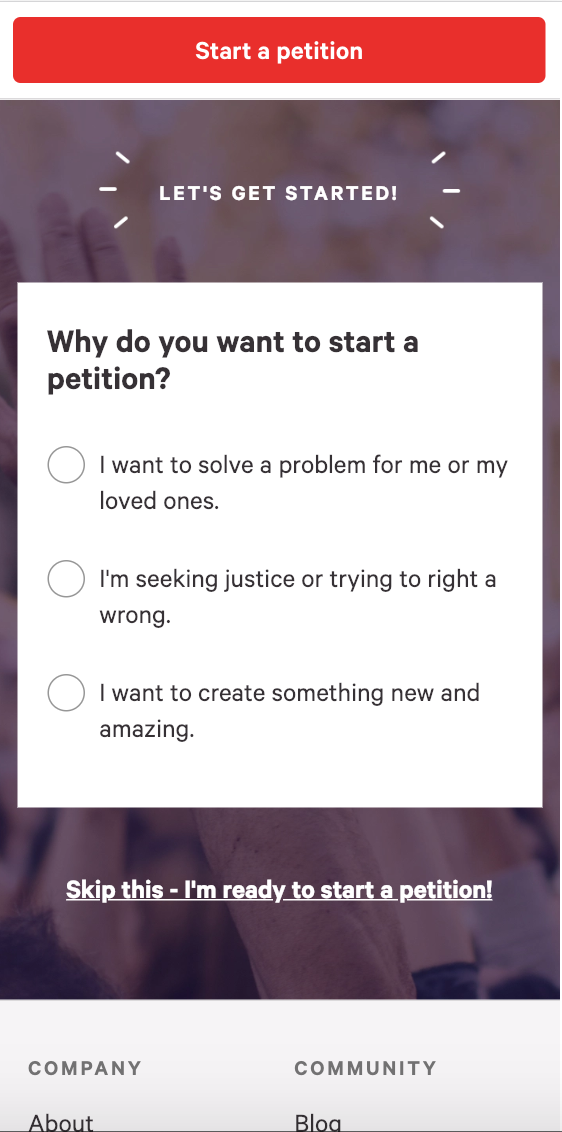 Start a petition
LET'S GET STARTED!
Why do you want to start a
petition?
I want to solve a problem for me or my
loved ones.
I'm seeking justice or trying to right a
wrong.
I want to create something new and
amazing.
Skip this - I'm ready to start a petition!
COMPANY
COMMUNITY
About
Blog